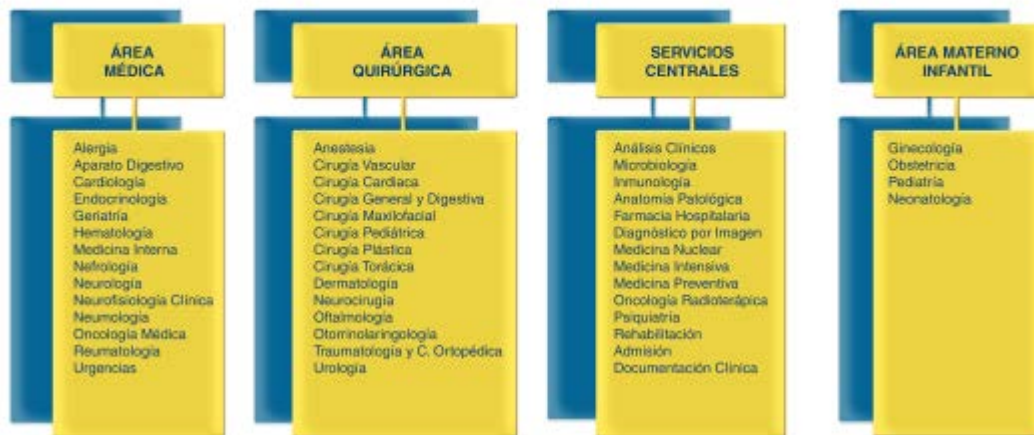 ÁREA
MÉDICA
Alergia
Aparato Digestivo
Cardiología
Endocrinología
Geriatría
Hematología
Medicina Interna
Nefrología
Neurología
Neurofisiología Clínica
Neumología
Oncología Médica
Reumatología
Urgencias
ÁREA
QUIRÚRGICA
Anestesia
Cirugía Vascular
Cirugía Cardiaca
Cirugía General y Digestiva
Cirugía Maxilofacial
Cirugía Pediátrica
Cirugía Plástica
Cirugía Torácica
Dermatología
Neurocirugía
Oftalmología
Otorrinolaringología
Traumatología y C. Ortopédica
Urología
SERVICIOS
CENTRALES
Análisis Clínicos
Microbiología
Inmunología
Anatomía Patológica
Farmacia Hospitalaria
Diagnóstico por Imagen
Medicina Nuclear
Medicina Intensiva
Medicina Preventiva
Oncología Radioterápica
Psiquiatría
Rehabilitación
Admisión
Documentación Clínica
ÁREA MATERNO
INFANTIL
Ginecología
Obstetricia
Pediatría
Neonatología